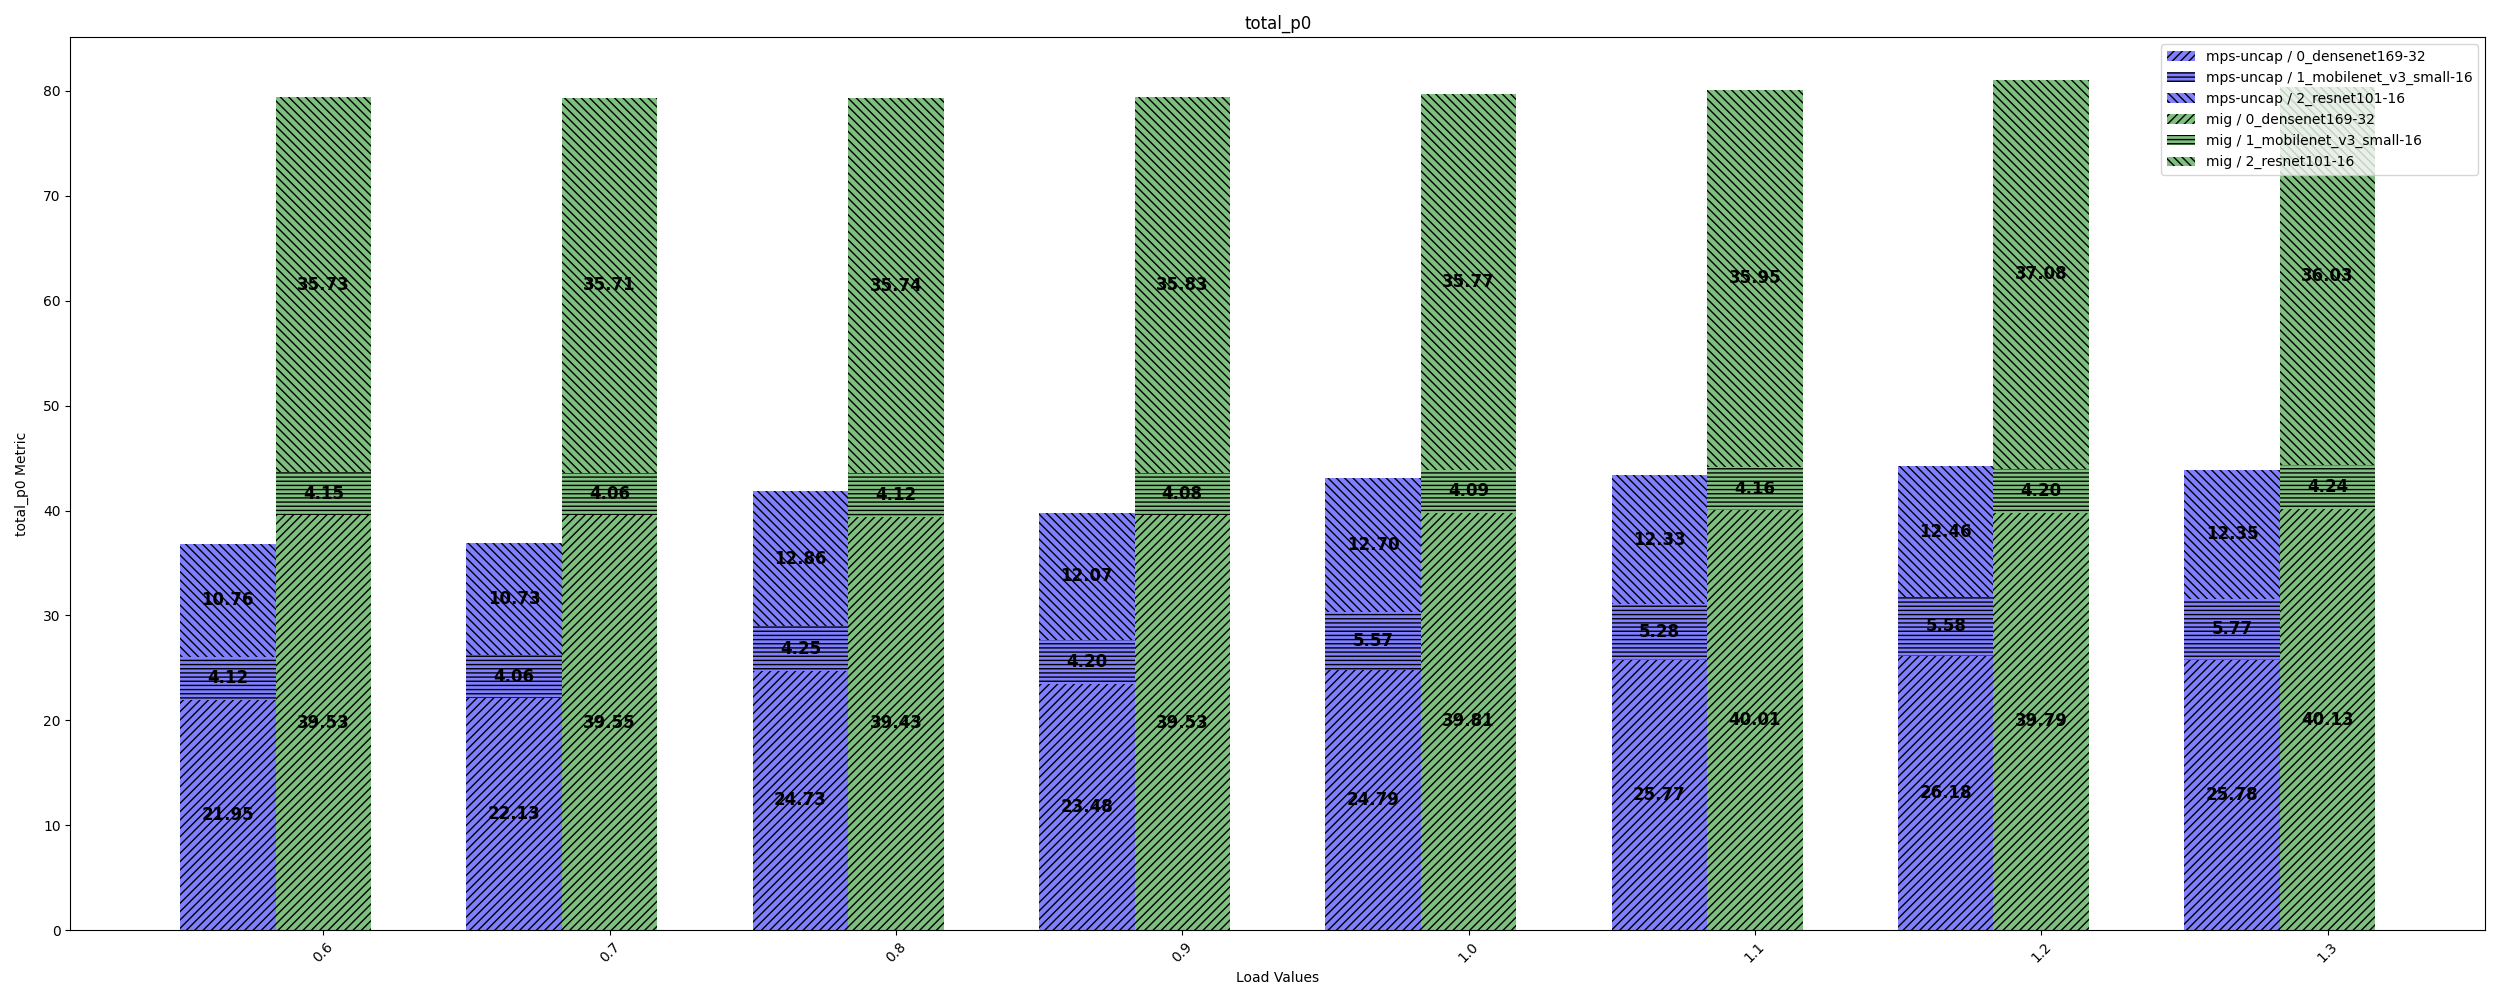 total_p0
mps-uncap / 0_densenet169-32
mps-uncap / 1_mobilenet_v3_small-16
mps-uncap / 2_resnet101-16
mig / 0_densenet169-32
mig / 1_mobilenet_v3_small-16
mig / 2_resnet101-16
total_p0 Metric
80
70
60
50
40
30
20
10
0
35.73 35.71 35.74 35.83 35.77 35.95 37.08 36.03
4.15 4.06 4.12 4.08 4.09 4.16 4.20 4.24
10.76 10.73 12.86 12.07 12.70 12.33 12.46 12.35
4.12 4.06 4.25 4.20 5.57 5.28 5.58 5.77
39.53 39.55 39.43 39.53 39.81 40.01 39.79 40.13
21.95 22.13 24.73 23.48 24.79 25.77 26.18 25.78
0.6 0.7 0.8 0.9 1.0 1.1 1.2 1.3
Load Values